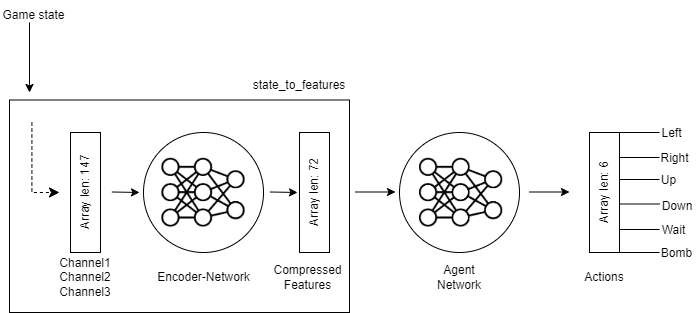 Game state
state_to_features
Array len: 147
Channel1
Channel2
Channel3
Encoder-Network
Array len: 72
Compressed
Features
Agent
Network
Array len: 6
Actions
Left
Right
Up
Down
Wait
Bomb